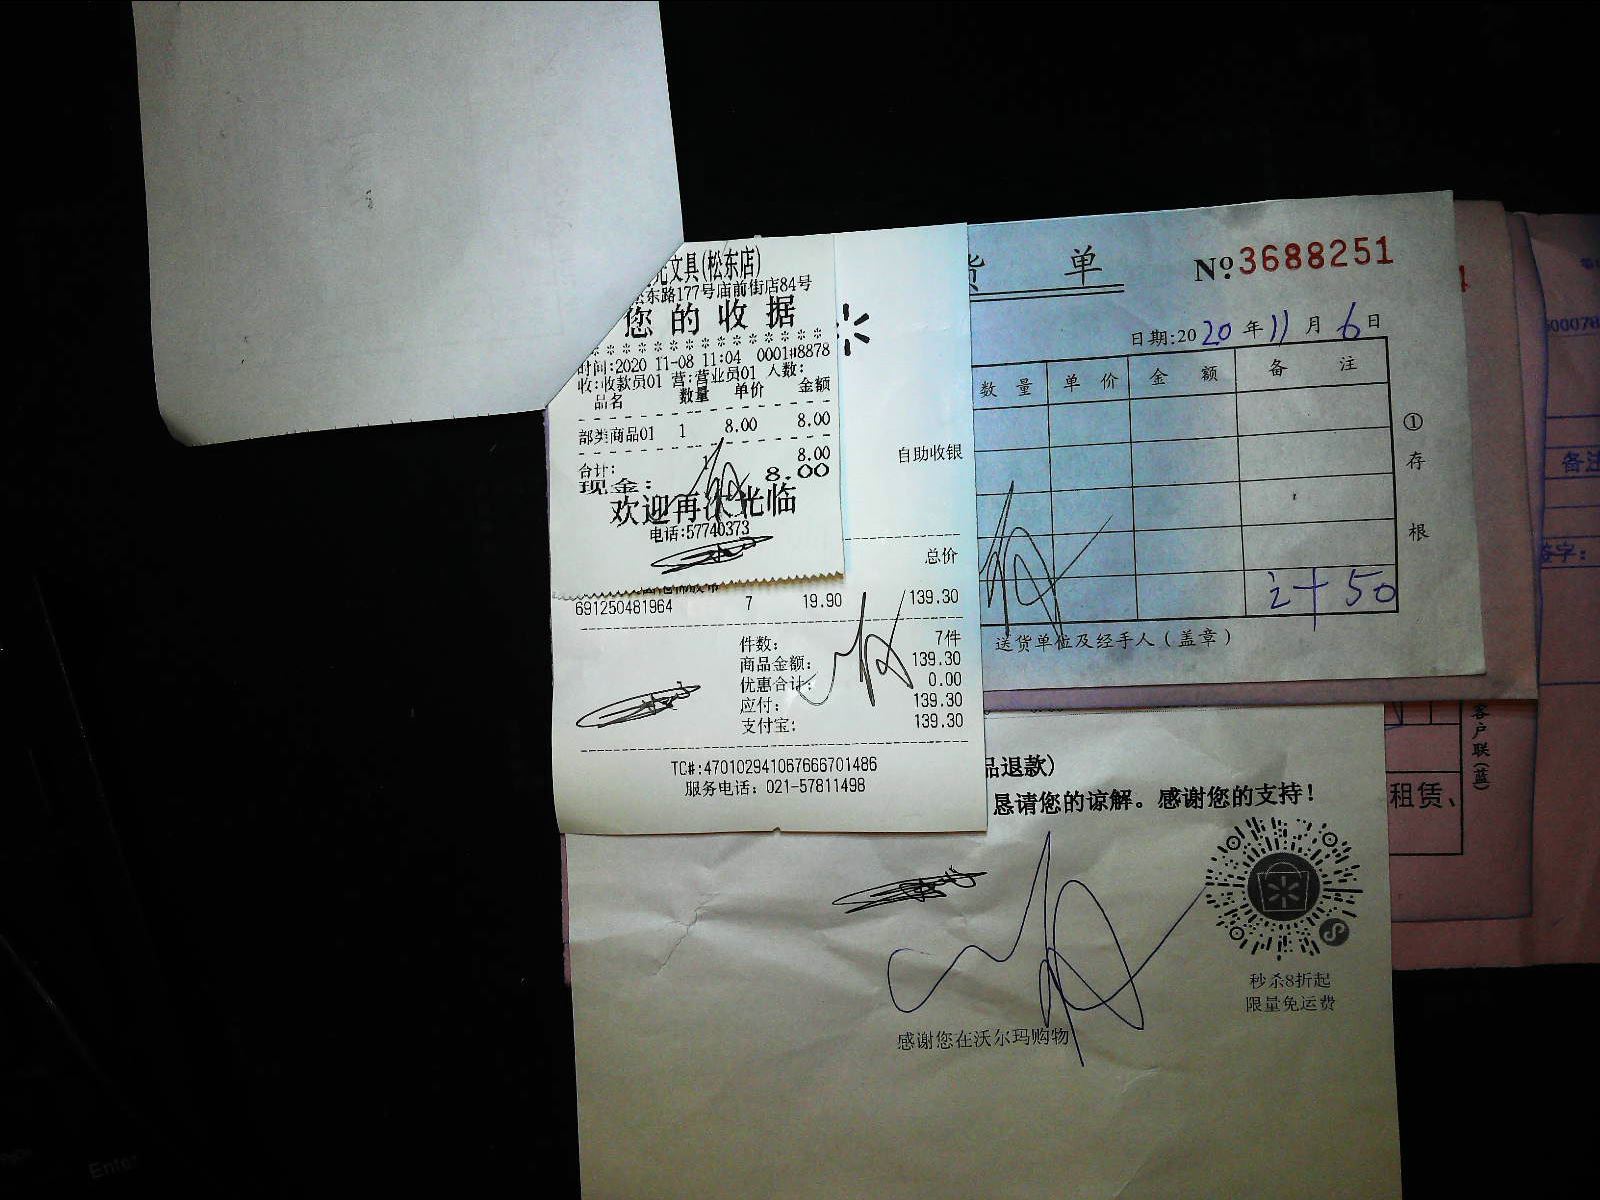 文具(松东店)
东路177号庙前街店84号
您的收据
****************
时间:2020 11-08 11:04 0001#8878
收:收款员01 营:营业员01 人数:
品名 数量 单价 金额
部类商品01 1 8.00 8.00
合计: 1 8.00
现金: 8.00
欢迎再次光临
电话:57740373
自助收银
总价
691250481964 7 19.90 139.30
件数: 7件
商品金额: 139.30
优惠合计: 0.00
应付: 139.30
支付宝: 139.30
TC#:470102941067666701486
服务电话: 021-57811498
货 单
No 3688251
日期:2020年11月6日
数量 单价 金额 备注
计 50
①存根
送货单位及经手人(盖章)
品退款)
恳请您的谅解。感谢您的支持!
秒杀8折起
限量免运费
感谢您在沃尔玛购物
客户联(蓝)
租赁、
备注
签字:
Enter